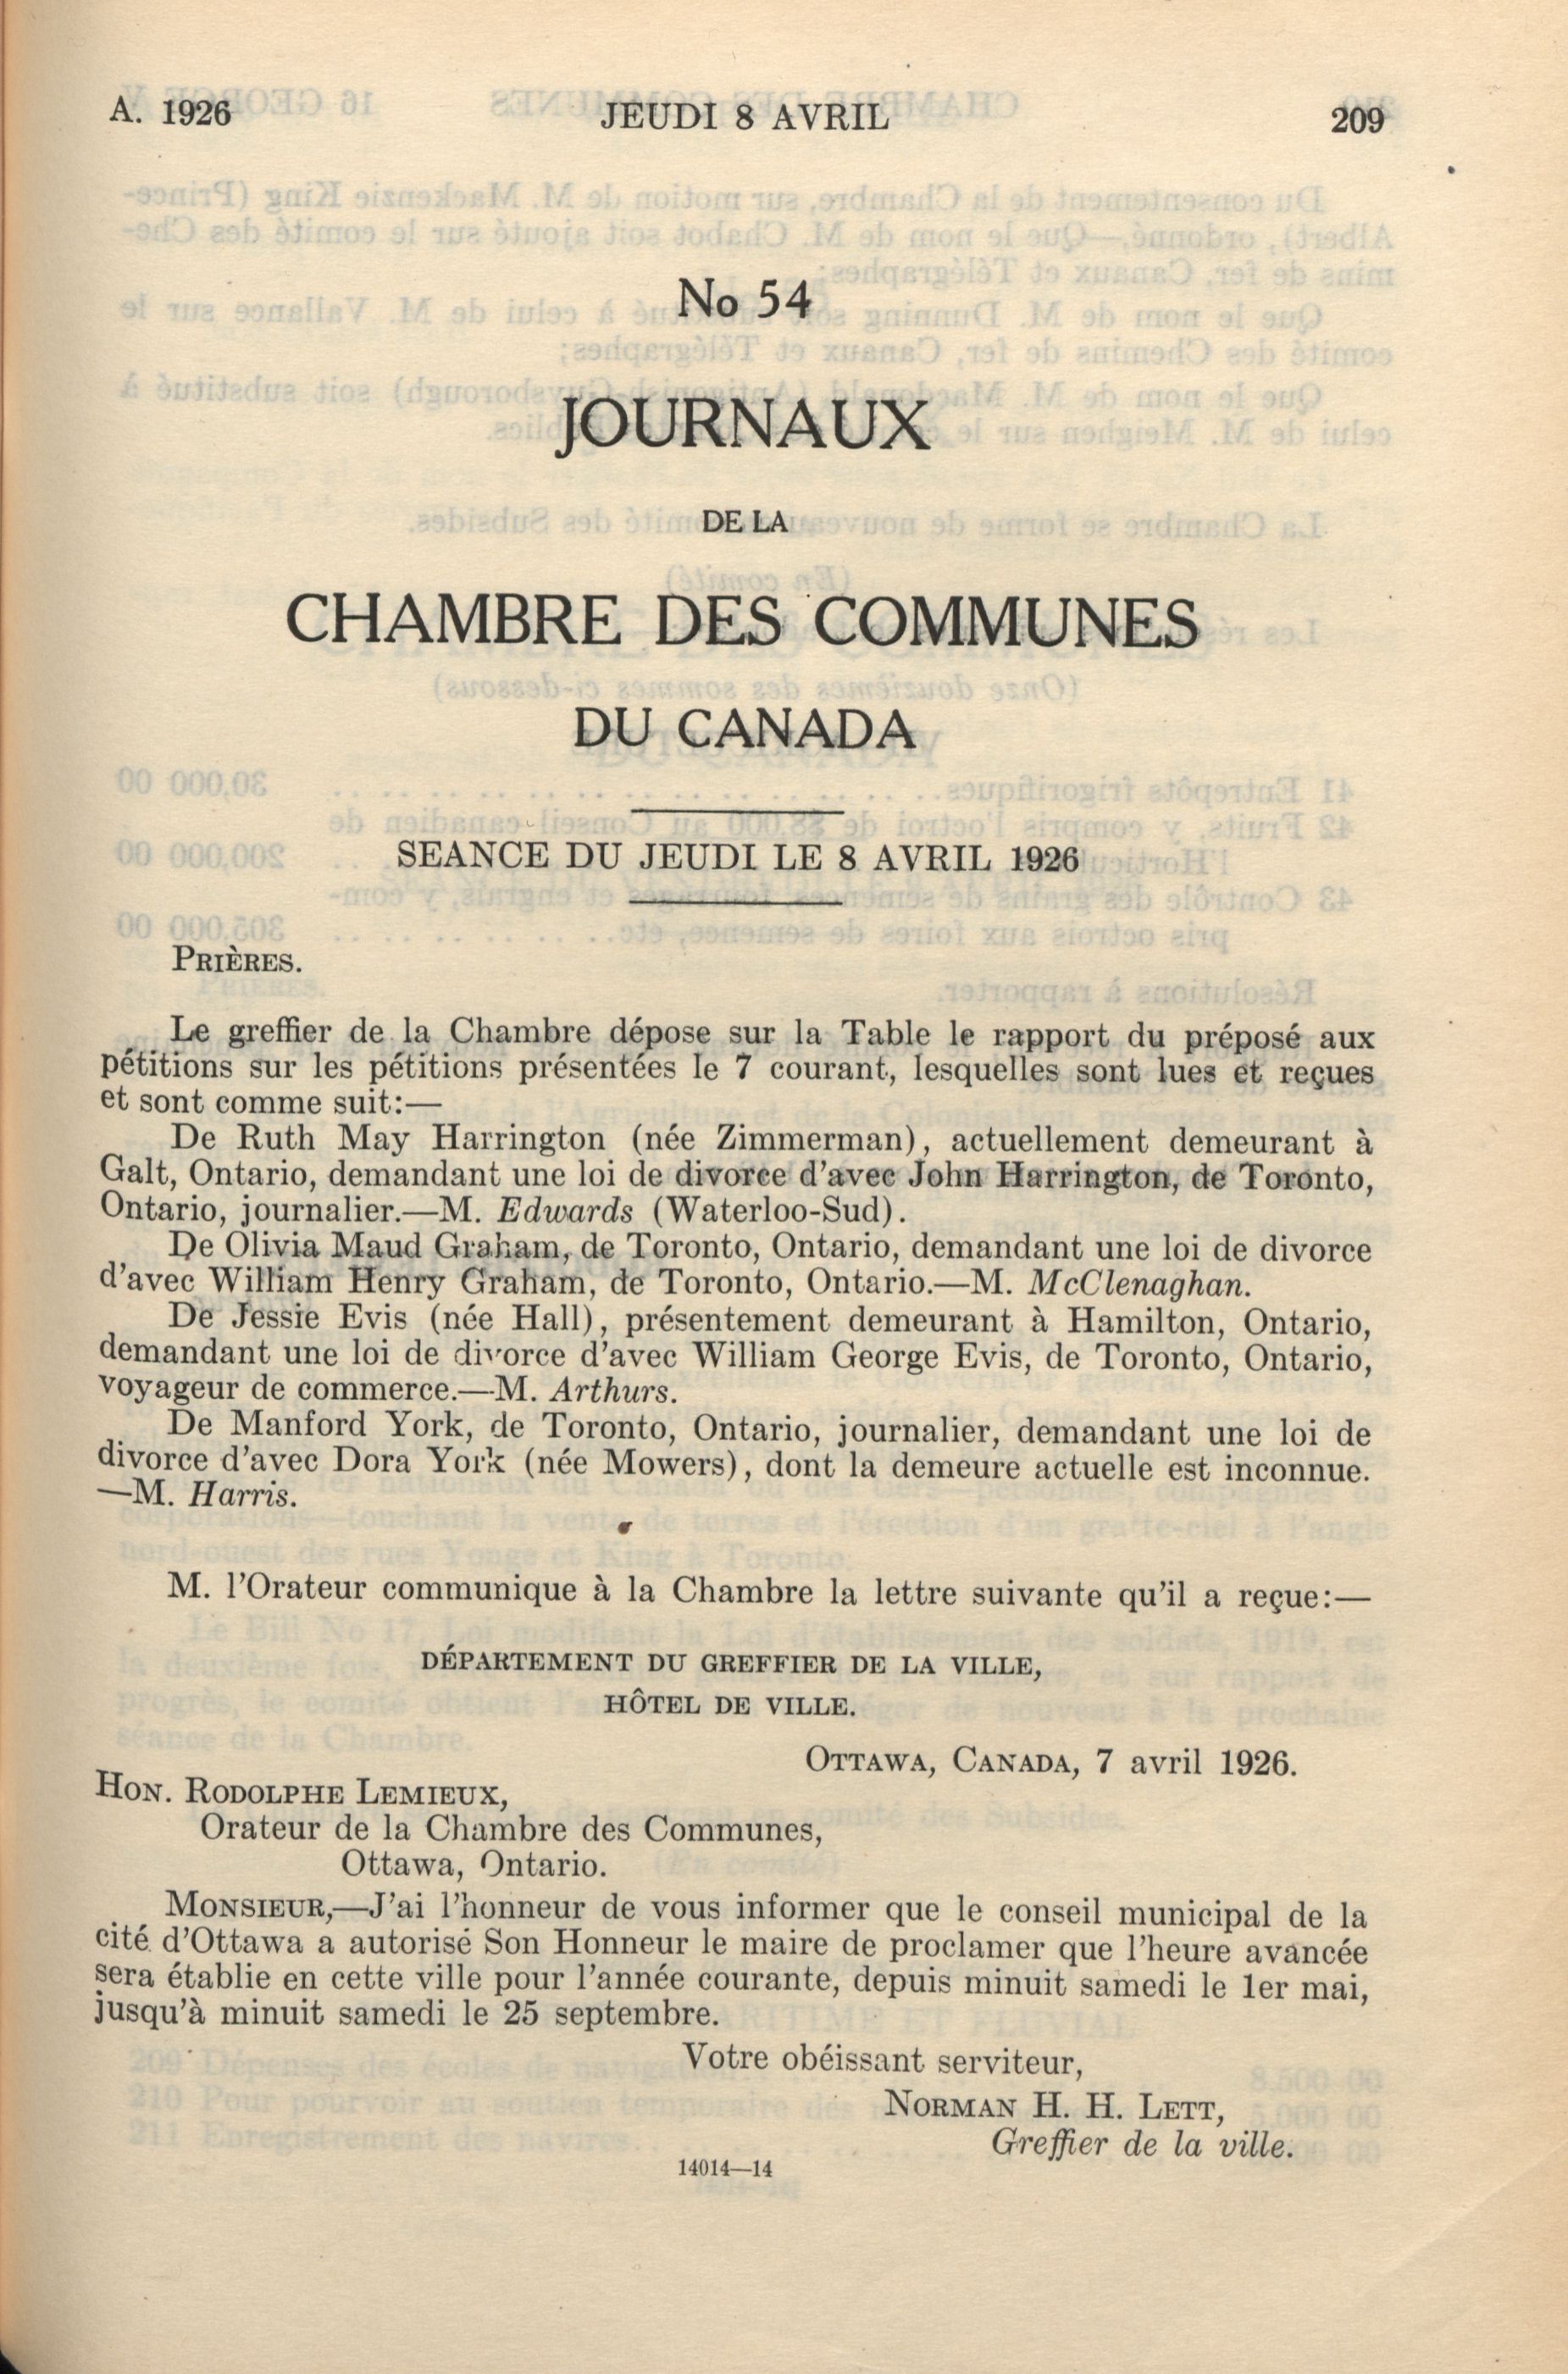 A. 1926 JEUDI 8 AVRIL 209
No 54
JOURNAUX
DE LA
CHAMBRE DES COMMUNES
DU CANADA
SEANCE DU JEUDI LE 8 AVRIL 1926
PRIÈRES.
Le greffier de la Chambre dépose sur la Table le rapport du préposé aux
pétitions sur les pétitions présentées le 7 courant, lesquelles sont lues et reçues
et sont comme suit:—
De Ruth May Harrington (née Zimmerman), actuellement demeurant à
Galt, Ontario, demandant une loi de divorce d'avec John Harrington, de Toronto,
Ontario, journalier.—M. Edwards (Waterloo-Sud).
De Olivia Maud Graham, de Toronto, Ontario, demandant une loi de divorce
d'avec William Henry Graham, de Toronto, Ontario.—M. McClenaghan.
De Jessie Evis (née Hall), présentement demeurant à Hamilton, Ontario,
demandant une loi de divorce d'avec William George Evis, de Toronto, Ontario,
voyageur de commerce.—M. Arthurs.
De Manford York, de Toronto, Ontario, journalier, demandant une loi de
divorce d'avec Dora York (née Mowers), dont la demeure actuelle est inconnue.
—M. Harris.
M. l'Orateur communique à la Chambre la lettre suivante qu'il a reçue:—
DÉPARTEMENT DU GREFFIER DE LA VILLE,
HÔTEL DE VILLE.
OTTAWA, CANADA, 7 avril 1926.
HON. RODOLPHE LEMIEUX,
Orateur de la Chambre des Communes,
Ottawa, Ontario.
MONSIEUR,—J'ai l'honneur de vous informer que le conseil municipal de la
cité d'Ottawa a autorisé Son Honneur le maire de proclamer que l'heure avancée
sera établie en cette ville pour l'année courante, depuis minuit samedi le 1er mai,
jusqu'à minuit samedi le 25 septembre.
Votre obéissant serviteur,
NORMAN H. H. LETT,
Greffier de la ville.
14014—14